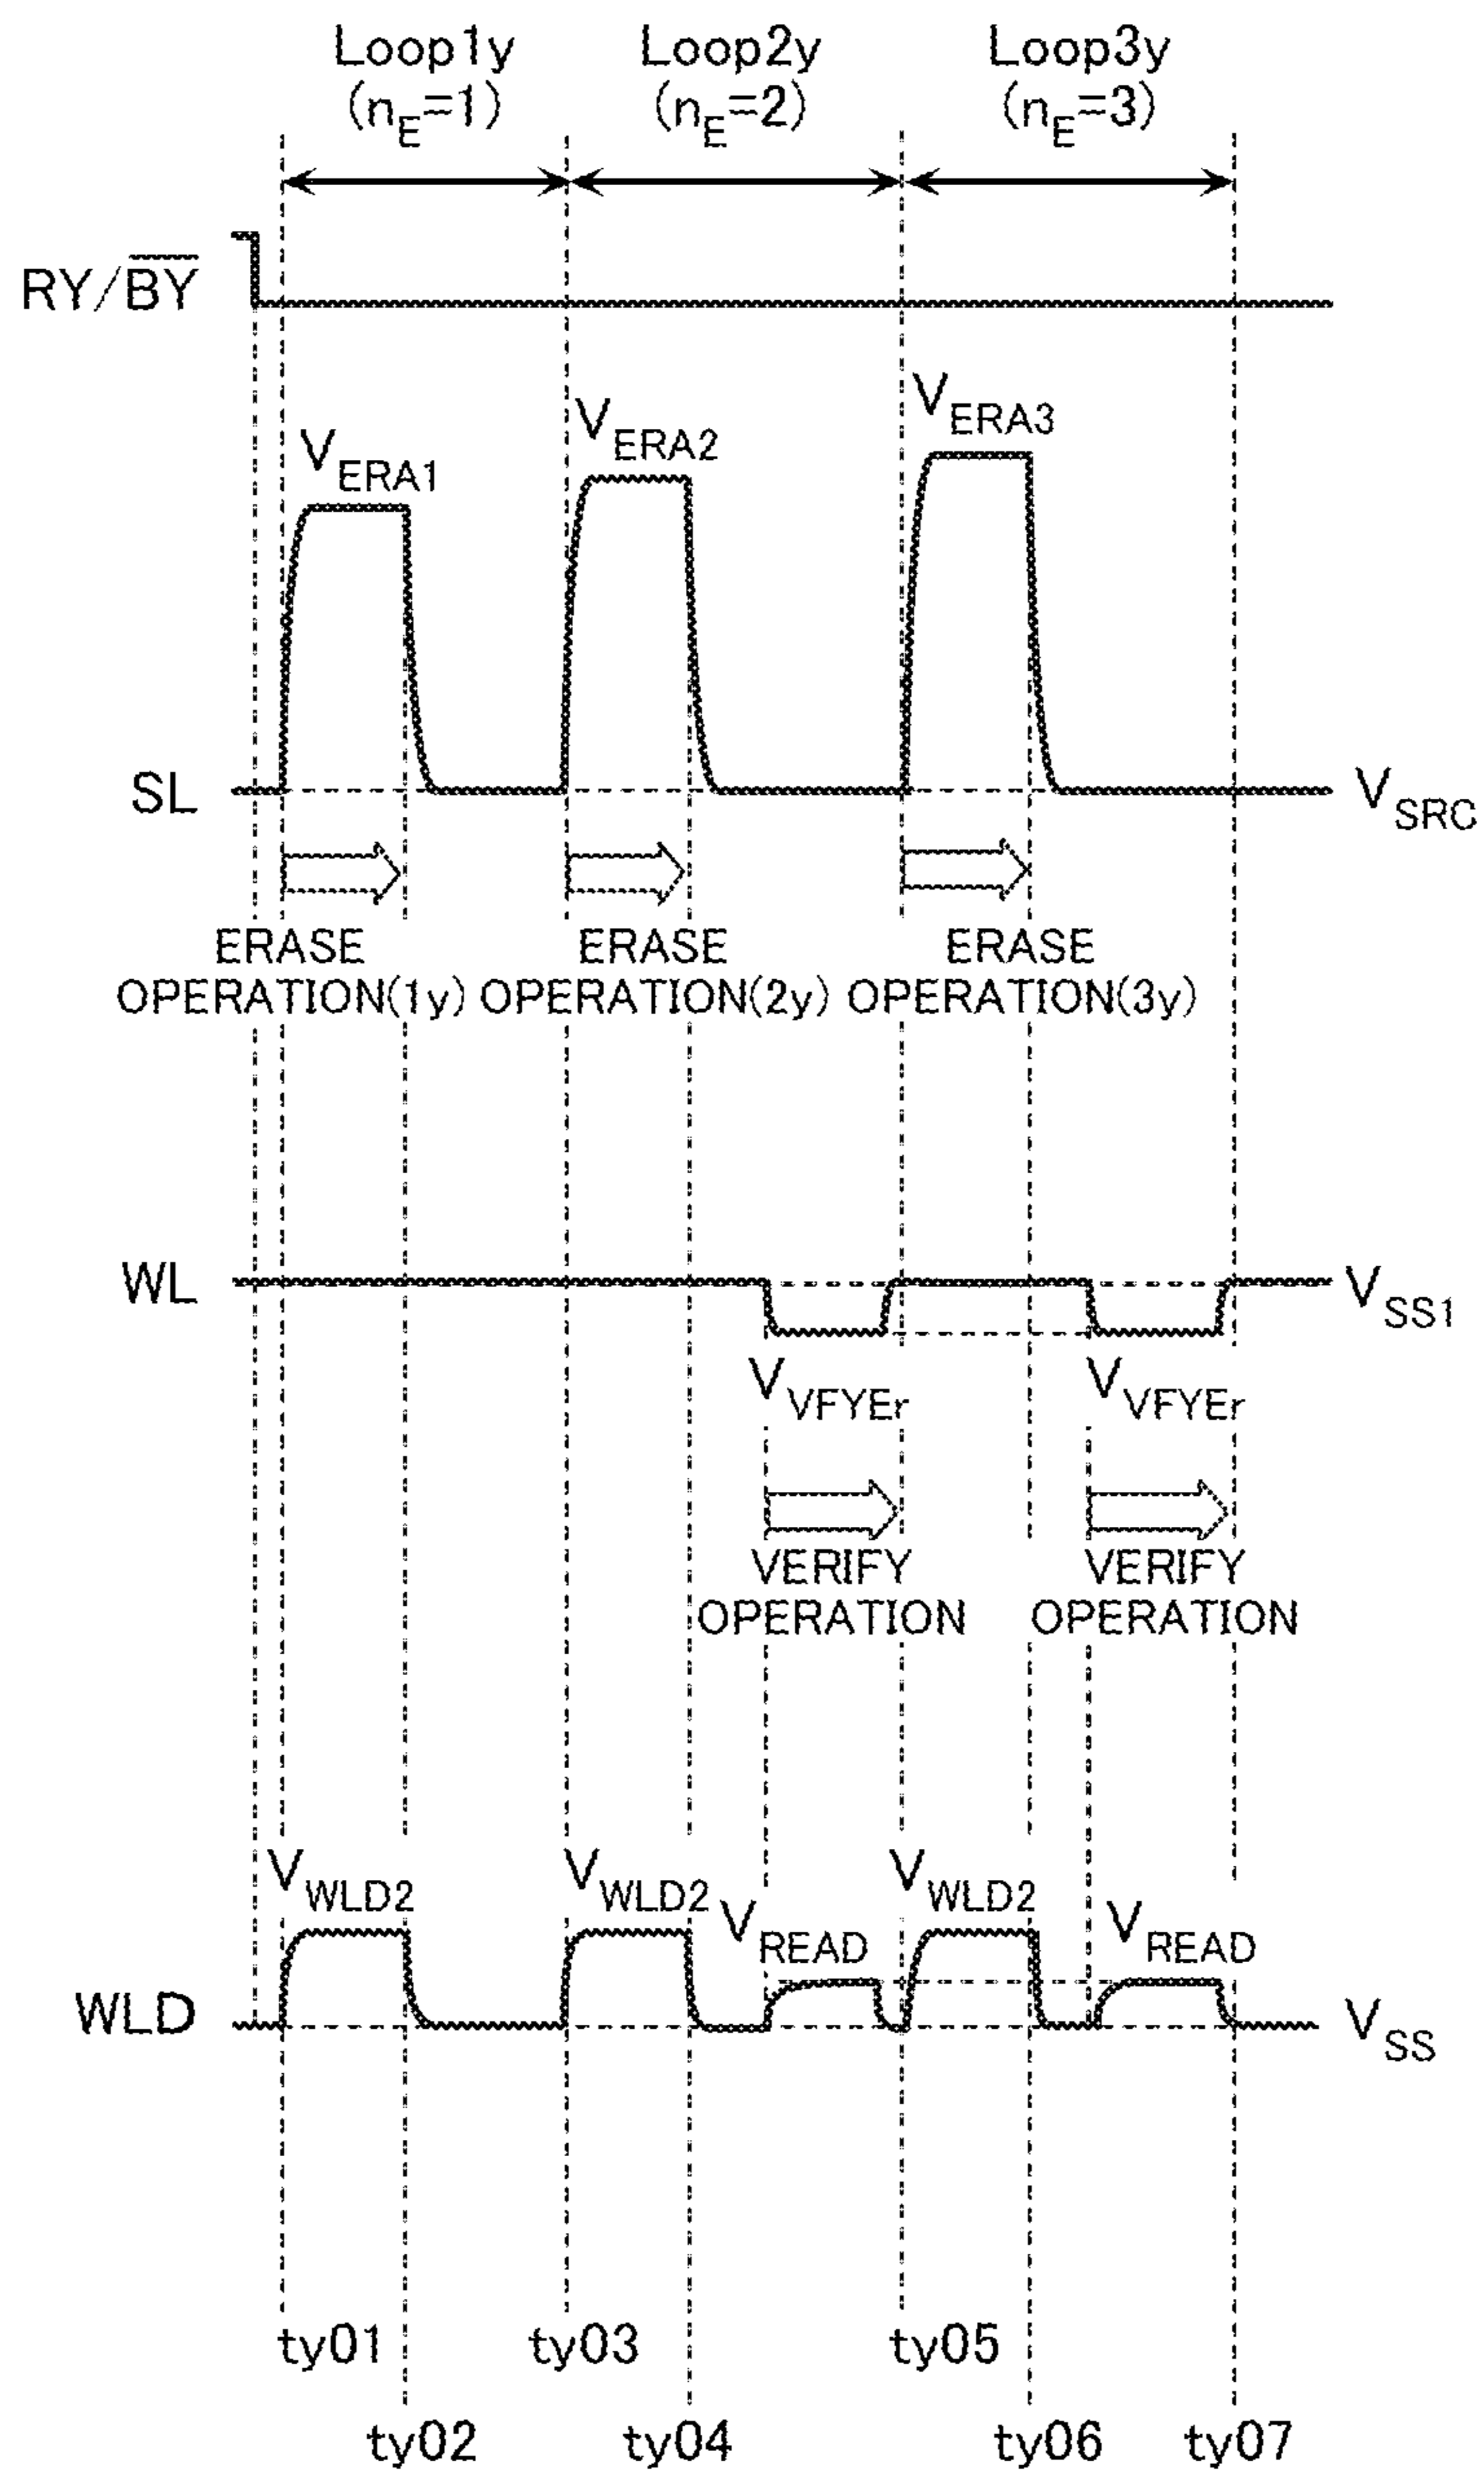 Loop1y Loop2y Loop3y
(nE=1) (nE=2) (nE=3)
RY/B̅Y̅
VERA1 VERA2 VERA3
SL VSRC
ERASE ERASE ERASE
OPERATION(1y) OPERATION(2y) OPERATION(3y)
WL VSS1
VVFYEr VVFYEr
VERIFY VERIFY
OPERATION OPERATION
VWLD2 VWLD2 VWLD2
VREAD VREAD
WLD VSS
ty01 ty03 ty05
ty02 ty04 ty06 ty07